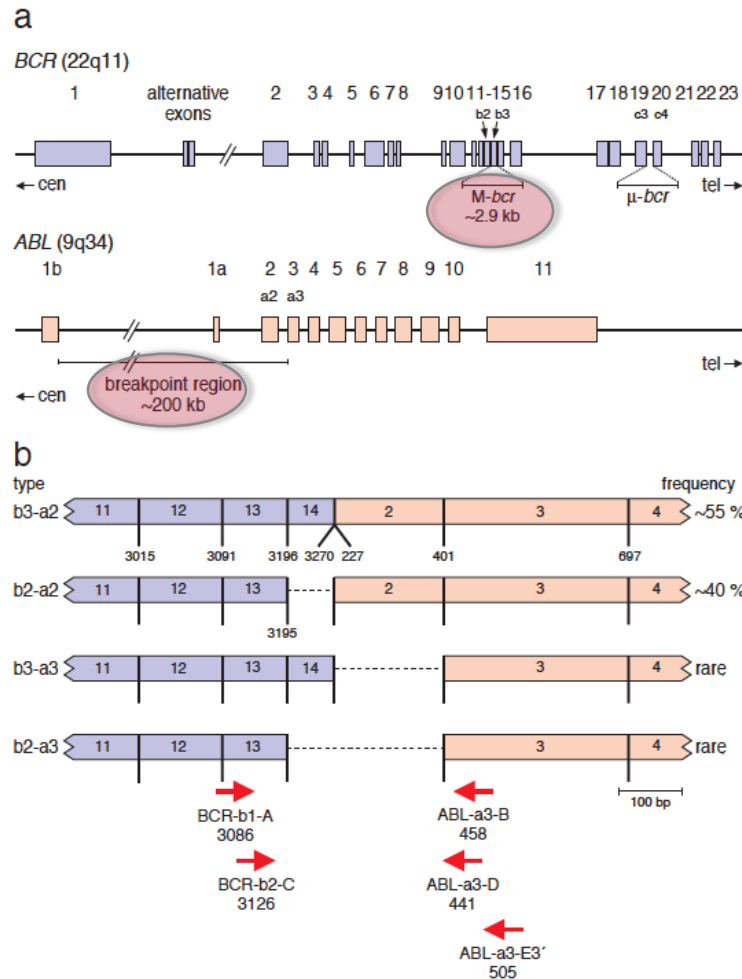 a
BCR (22q11)
1 alternative exons 2 3 4 5 6 7 8 9 10 11-15 16 17 18 19 20 21 22 23
b2 b3 c3 c4
← cen M-bcr ~2.9 kb μ-bcr tel →
ABL (9q34)
1b 1a 2 3 4 5 6 7 8 9 10 11
a2 a3
← cen breakpoint region ~200 kb tel →
b
type frequency
b3-a2 11 12 13 14 2 3 4 ~55 %
3015 3091 3196 3270 227 401 697
b2-a2 11 12 13 2 3 4 ~40 %
3195
b3-a3 11 12 13 14 3 4 rare
b2-a3 11 12 13 3 4 rare
100 bp
BCR-b1-A ABL-a3-B
3086 458
BCR-b2-C ABL-a3-D
3126 441
ABL-a3-E3´
505